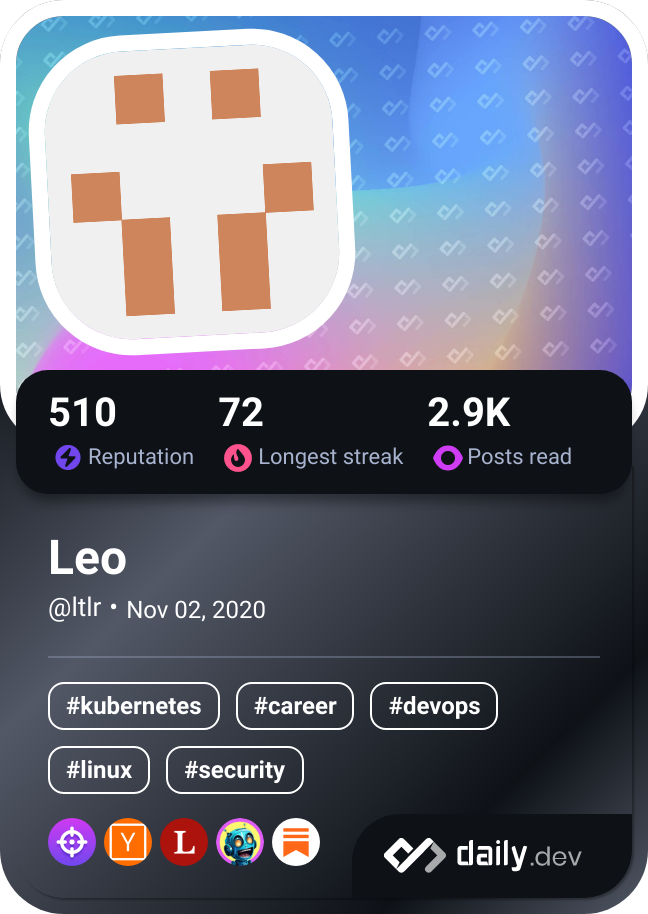 510 72 2.9K
Reputation Longest streak Posts read
Leo
@ltlr • Nov 02, 2020
#kubernetes #career #devops
#linux #security
Y L daily.dev